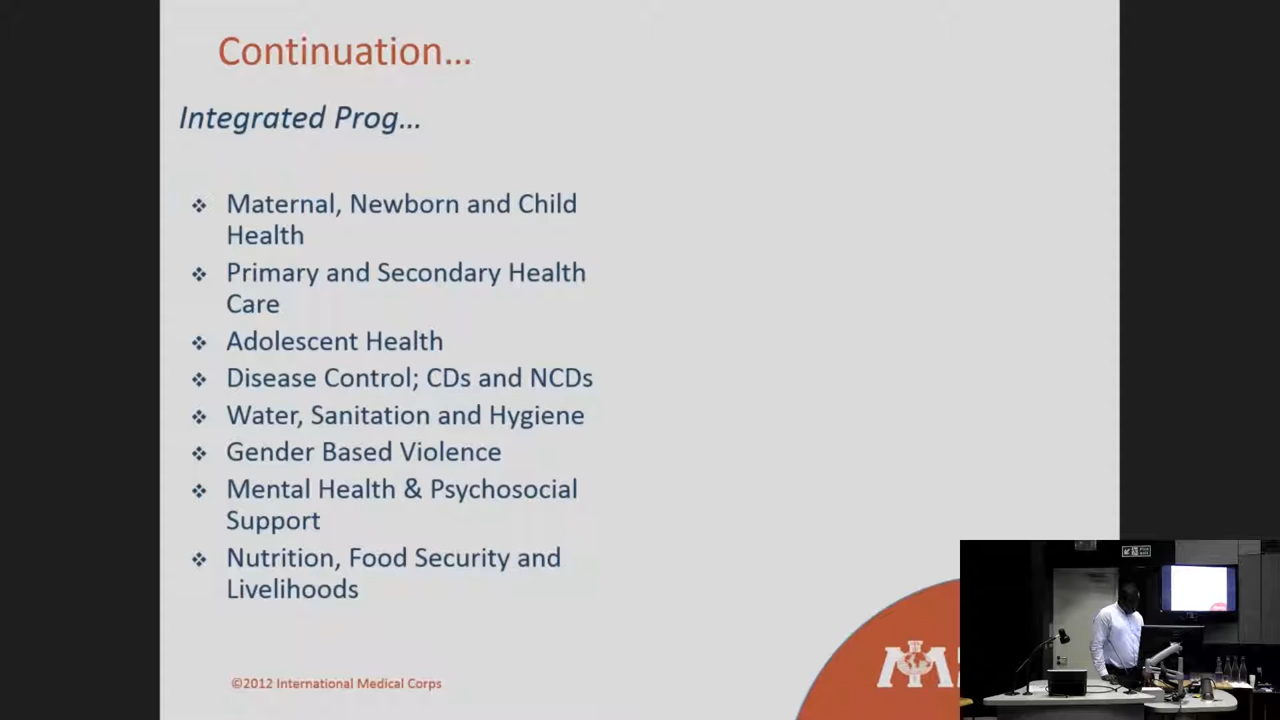 Continuation...
Integrated Prog...
❖ Maternal, Newborn and Child
Health
❖ Primary and Secondary Health
Care
❖ Adolescent Health
❖ Disease Control; CDs and NCDs
❖ Water, Sanitation and Hygiene
❖ Gender Based Violence
❖ Mental Health & Psychosocial
Support
❖ Nutrition, Food Security and
Livelihoods
©2012 International Medical Corps